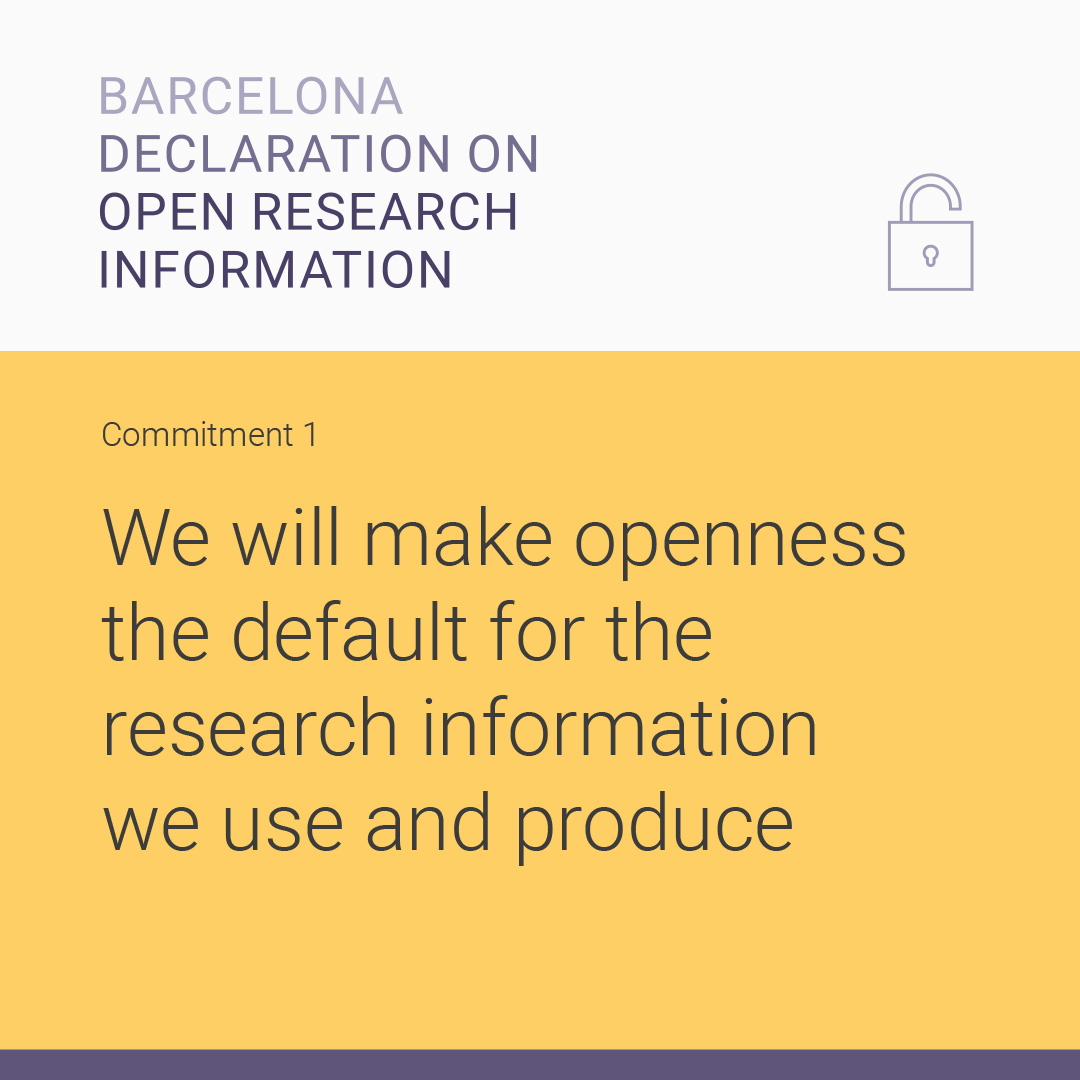 BARCELONA
DECLARATION ON
OPEN RESEARCH
INFORMATION
Commitment 1
We will make openness
the default for the
research information
we use and produce